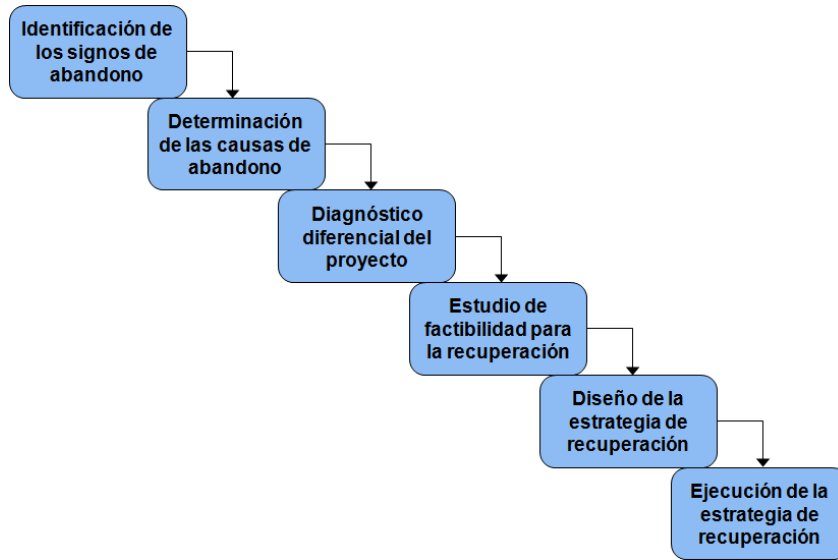 Identificación de
los signos de
abandono
Determinación
de las causas de
abandono
Diagnóstico
diferencial del
proyecto
Estudio de
factibilidad para
la recuperación
Diseño de la
estrategia de
recuperación
Ejecución de la
estrategia de
recuperación